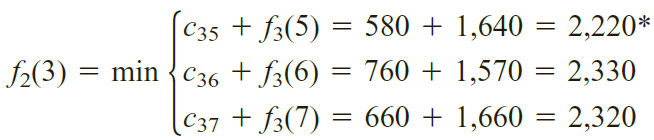 c35 + f3(5) = 580 + 1,640 = 2,220*
f2(3) = min { c36 + f3(6) = 760 + 1,570 = 2,330
c37 + f3(7) = 660 + 1,660 = 2,320